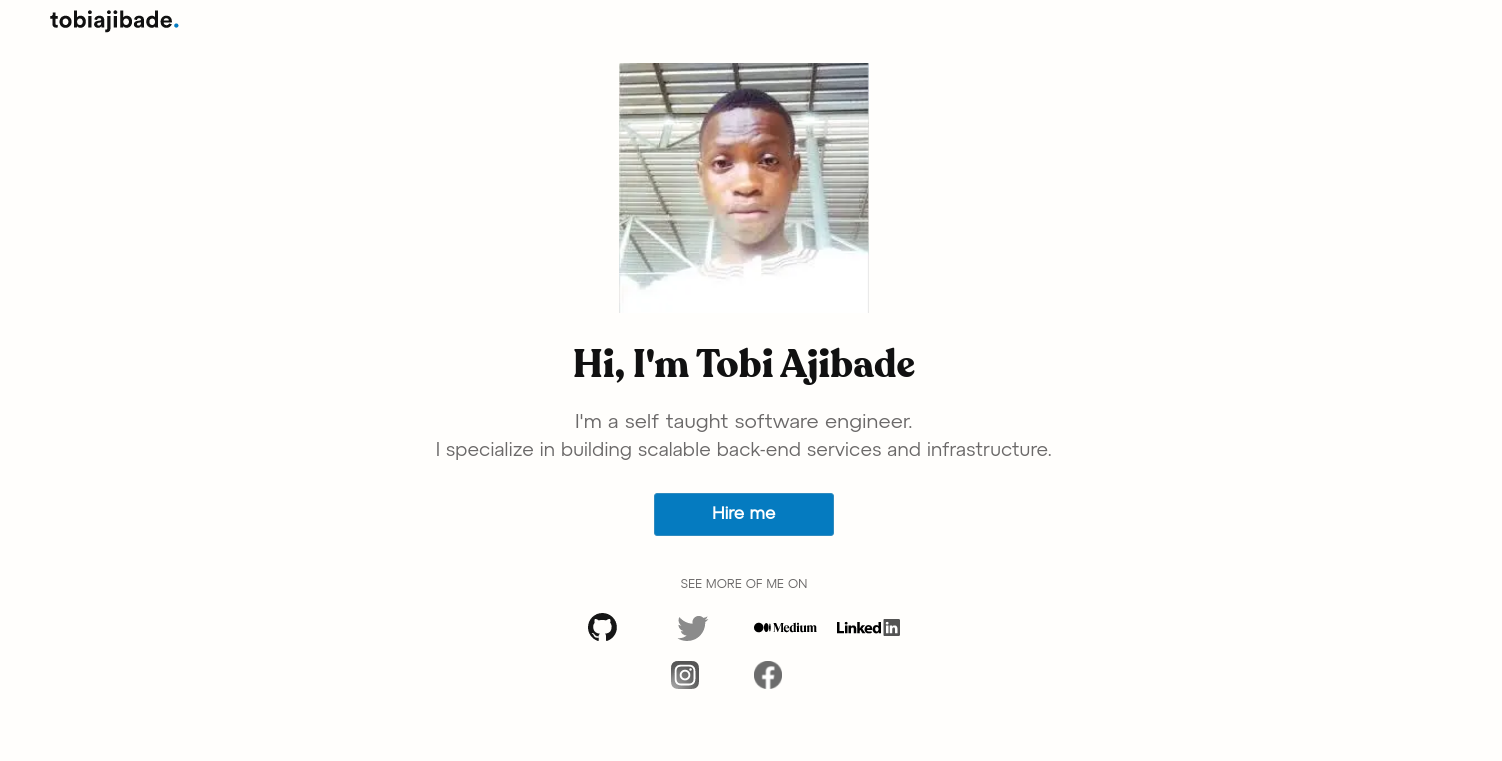 tobiajibade.
Hi, I'm Tobi Ajibade
I'm a self taught software engineer.
I specialize in building scalable back-end services and infrastructure.
Hire me
SEE MORE OF ME ON
Medium
Linked in